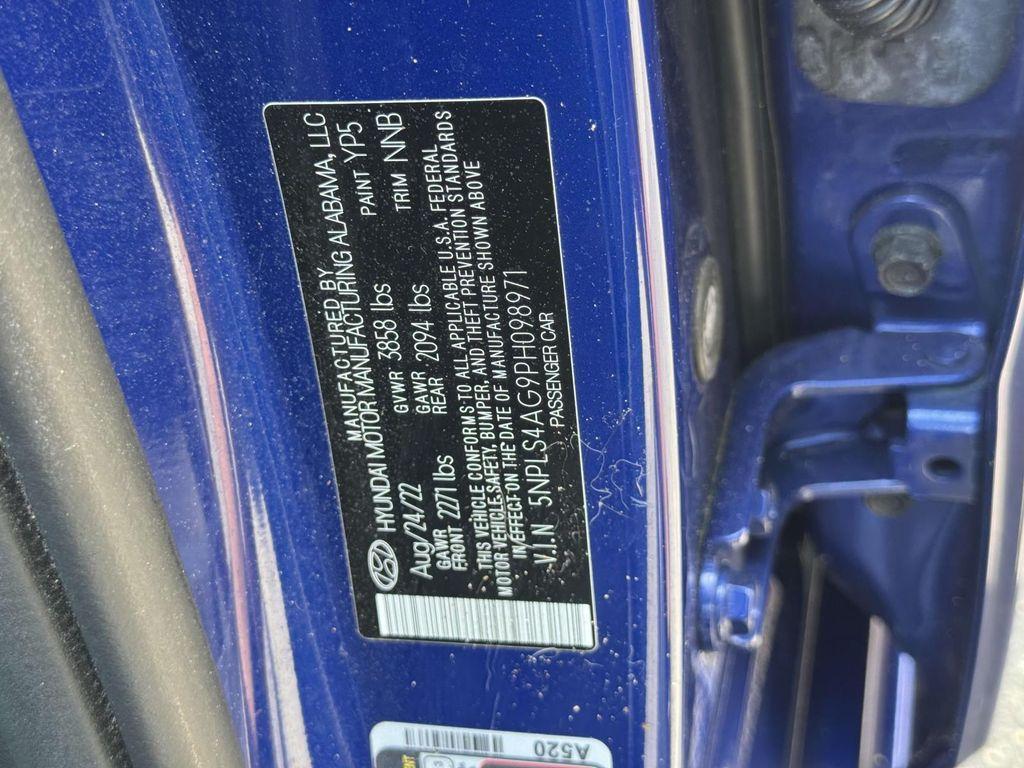 MANUFACTURED BY
HYUNDAI MOTOR MANUFACTURING ALABAMA, LLC
Aug/24/22 GVWR 3858 lbs PAINT YP5
GAWR FRONT 2271 lbs GAWR REAR 2094 lbs TRIM NNB
THIS VEHICLE CONFORMS TO ALL APPLICABLE U.S.A. FEDERAL
MOTOR VEHICLE SAFETY, BUMPER, AND THEFT PREVENTION STANDARDS
IN EFFECT ON THE DATE OF MANUFACTURE SHOWN ABOVE
V.I.N 5NPLS4AG9PH098971
PASSENGER CAR
A520